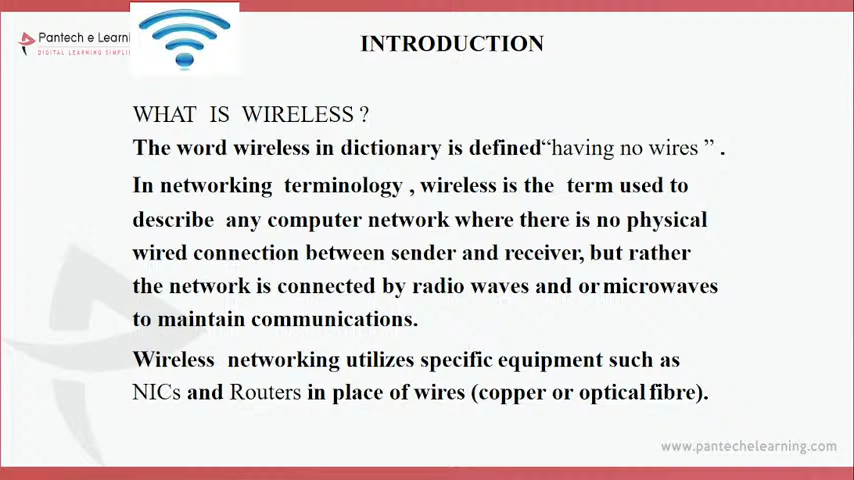 Pantech e Learni
DIGITAL LEARNING SIMPLI
INTRODUCTION
WHAT IS WIRELESS ?
The word wireless in dictionary is defined“having no wires ” .
In networking terminology , wireless is the term used to
describe any computer network where there is no physical
wired connection between sender and receiver, but rather
the network is connected by radio waves and or microwaves
to maintain communications.
Wireless networking utilizes specific equipment such as
NICs and Routers in place of wires (copper or optical fibre).
www.pantechelearning.com